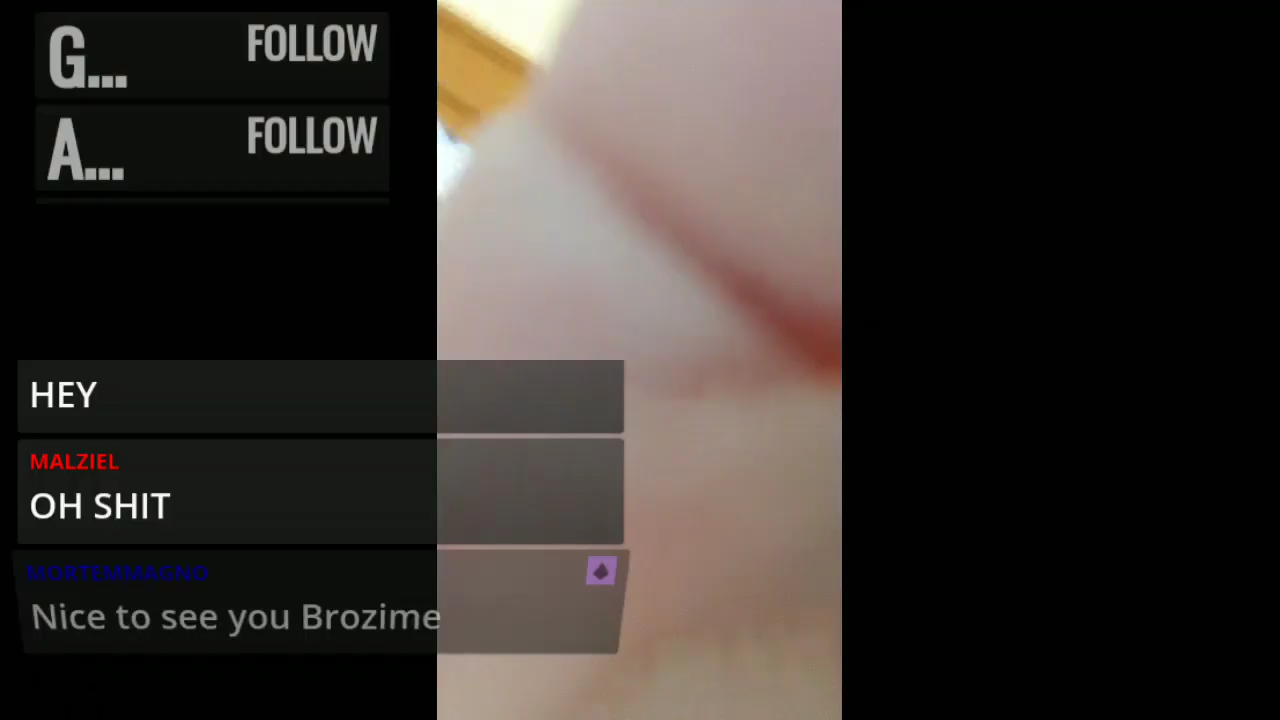 G... FOLLOW
A... FOLLOW
HEY
MALZIEL
OH SHIT
MORTEMMAGNO
Nice to see you Brozime